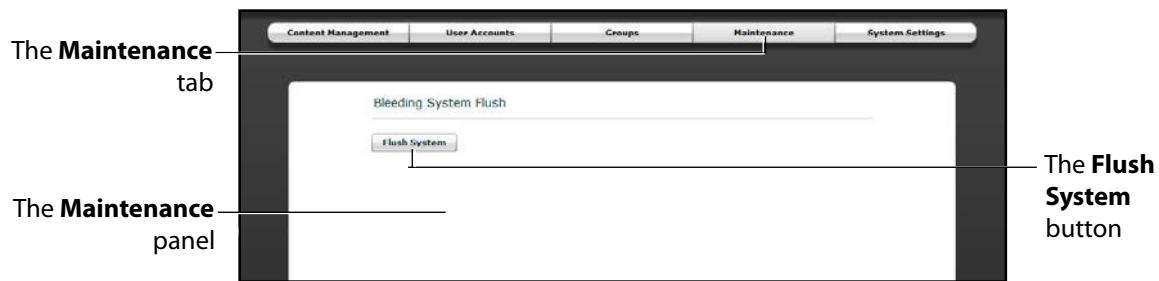 Content Management User Accounts Groups Maintenance System Settings
The Maintenance
tab
Bleeding System Flush
Flush System
The Flush
System
button
The Maintenance
panel